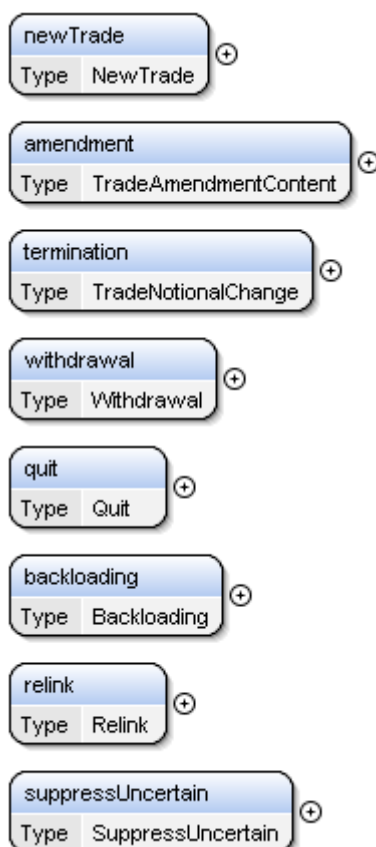 newTrade
Type NewTrade
amendment
Type TradeAmendmentContent
termination
Type TradeNotionalChange
withdrawal
Type Withdrawal
quit
Type Quit
backloading
Type Backloading
relink
Type Relink
suppressUncertain
Type SuppressUncertain